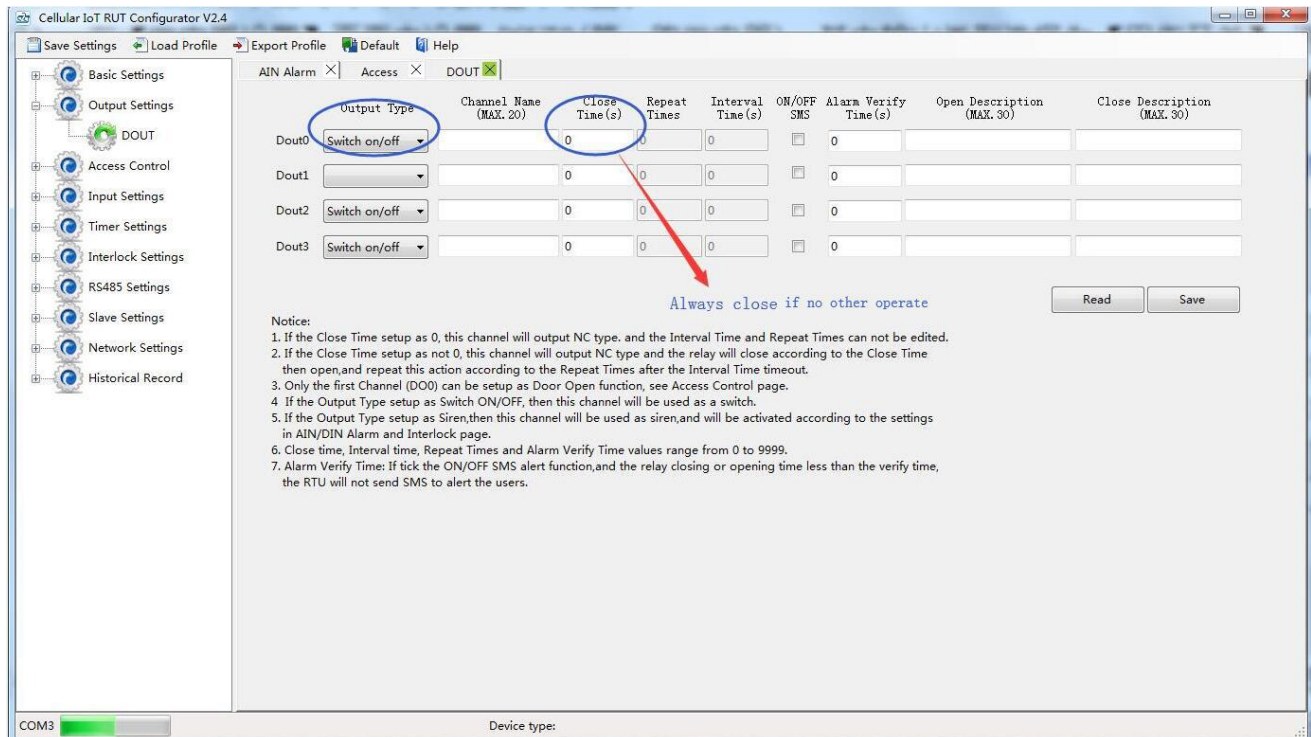 Cellular IoT RUT Configurator V2.4
Save Settings Load Profile Export Profile Default Help
Basic Settings
Output Settings
DOUT
Access Control
Input Settings
Timer Settings
Interlock Settings
RS485 Settings
Slave Settings
Network Settings
Historical Record
AIN Alarm Access DOUT
Output Type Channel Name (MAX. 20) Close Time(s) Repeat Times Interval Time(s) ON/OFF SMS Alarm Verify Time(s) Open Description (MAX. 30) Close Description (MAX. 30)
Dout0 Switch on/off 0 0 0 0
Dout1 0 0 0 0
Dout2 Switch on/off 0 0 0 0
Dout3 Switch on/off 0 0 0 0
Always close if no other operate
Read Save
Notice:
1. If the Close Time setup as 0, this channel will output NC type. and the Interval Time and Repeat Times can not be edited.
2. If the Close Time setup as not 0, this channel will output NC type and the relay will close according to the Close Time
then open,and repeat this action according to the Repeat Times after the Interval Time timeout.
3. Only the first Channel (DO0) can be setup as Door Open function, see Access Control page.
4 If the Output Type setup as Switch ON/OFF, then this channel will be used as a switch.
5. If the Output Type setup as Siren,then this channel will be used as siren,and will be activated according to the settings
in AIN/DIN Alarm and Interlock page.
6. Close time, Interval time, Repeat Times and Alarm Verify Time values range from 0 to 9999.
7. Alarm Verify Time: If tick the ON/OFF SMS alert function,and the relay closing or opening time less than the verify time,
the RTU will not send SMS to alert the users.
COM3 Device type: